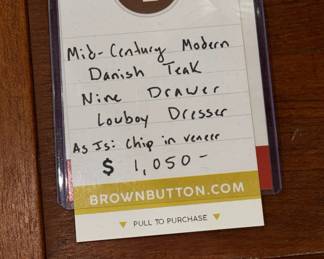 Mid-Century Modern
Danish Teak
Nine Drawer
Lowboy Dresser
As Is: Chip in veneer
$ 1,050-
BROWNBUTTON.COM
PULL TO PURCHASE